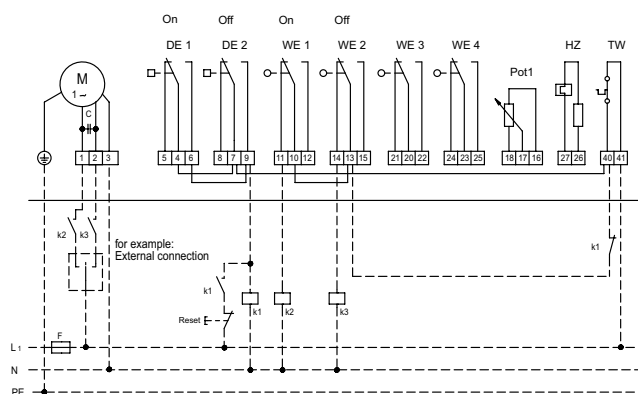 On Off On Off
DE 1 DE 2 WE 1 WE 2 WE 3 WE 4 HZ TW
Pot1
M
1 ~
C
1 2 3 5 4 6 8 7 9 11 10 12 14 13 15 21 20 22 24 23 25 18 17 16 27 26 40 41
k2 k3
for example:
External connection
k1
k1
Reset
k1 k2 k3
F
L1
N
PE